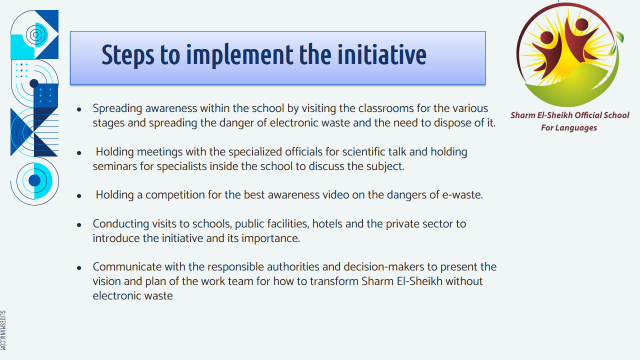 Steps to implement the initiative
Sharm El-Sheikh Official School
For Languages
• Spreading awareness within the school by visiting the classrooms for the various
stages and spreading the danger of electronic waste and the need to dispose of it.
• Holding meetings with the specialized officials for scientific talk and holding
seminars for specialists inside the school to discuss the subject.
• Holding a competition for the best awareness video on the dangers of e-waste.
• Conducting visits to schools, public facilities, hotels and the private sector to
introduce the initiative and its importance.
• Communicate with the responsible authorities and decision-makers to present the
vision and plan of the work team for how to transform Sharm El-Sheikh without
electronic waste